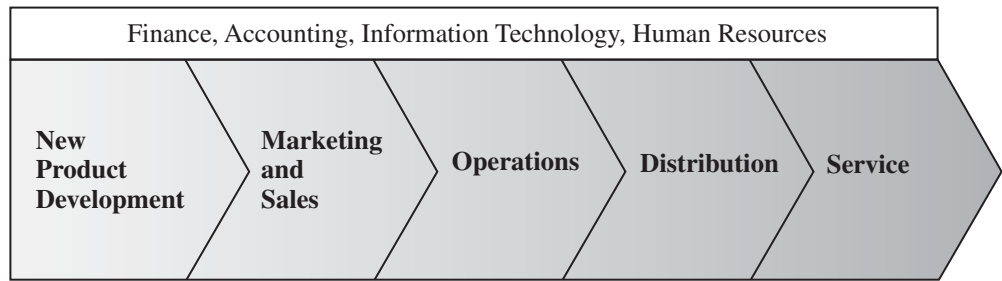 Finance, Accounting, Information Technology, Human Resources
New
Product
Development
Marketing
and
Sales
Operations
Distribution
Service